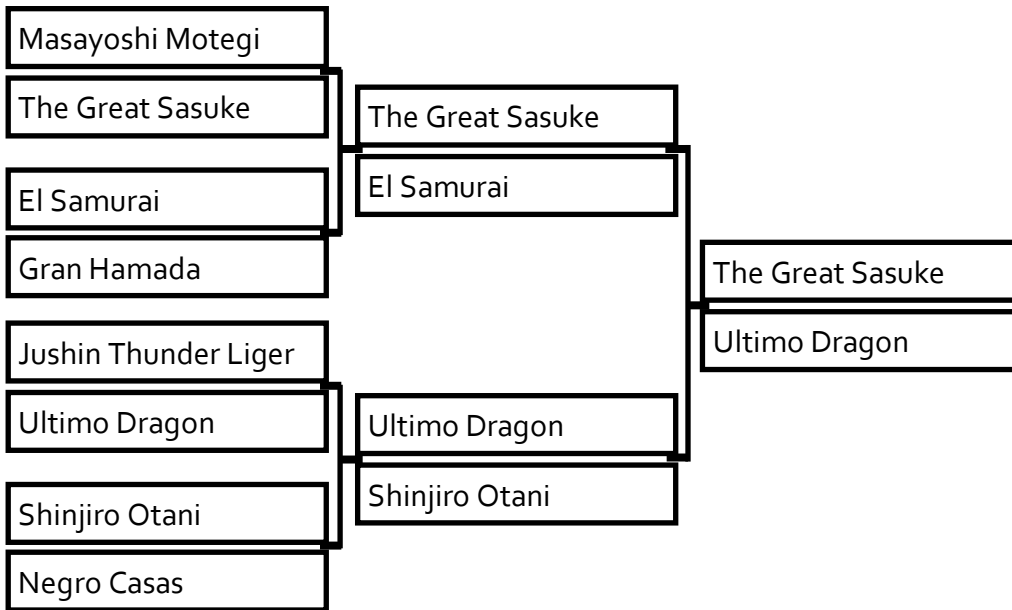 Masayoshi Motegi
The Great Sasuke
El Samurai
Gran Hamada
Jushin Thunder Liger
Ultimo Dragon
Shinjiro Otani
Negro Casas
The Great Sasuke
El Samurai
Ultimo Dragon
Shinjiro Otani
The Great Sasuke
Ultimo Dragon